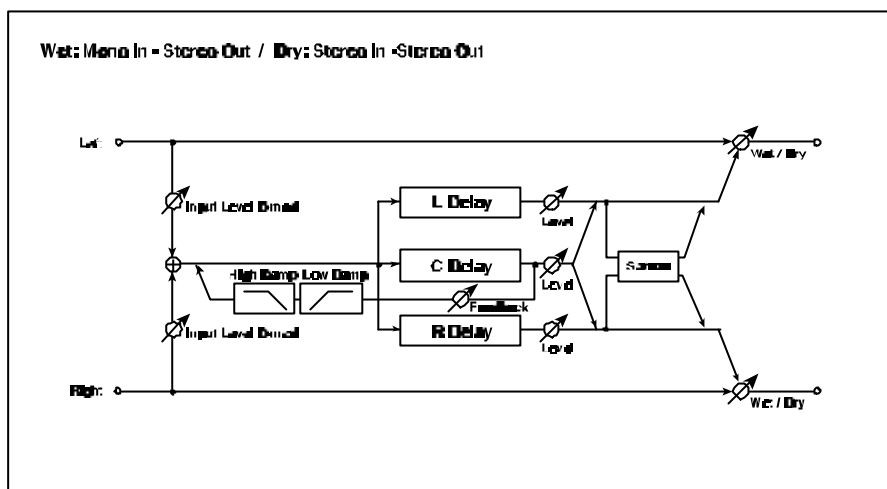 Wet: Mono In - Stereo Out / Dry: Stereo In -Stereo Out
Left
Wet / Dry
Input Level Dmod
L Delay
Level
High Damp Low Damp
C Delay
Level
Feedback
Input Level Dmod
R Delay
Level
Right
Wet / Dry